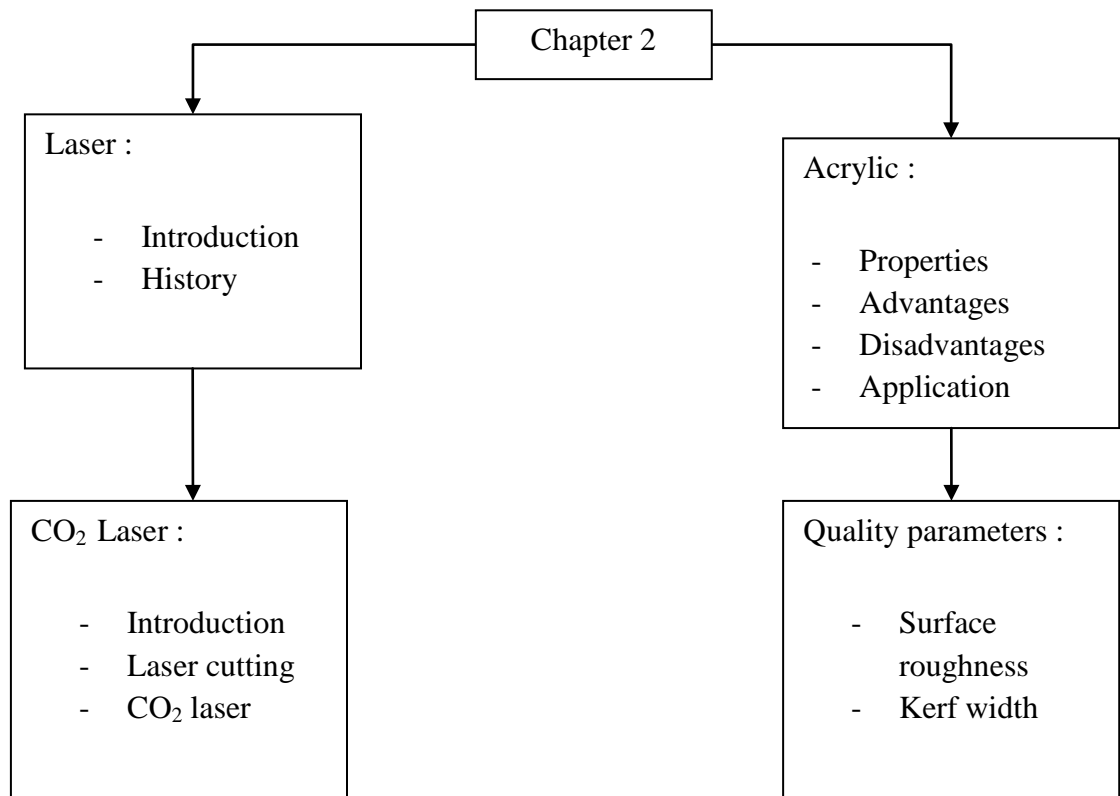 Chapter 2
Laser :
- Introduction
- History
Acrylic :
- Properties
- Advantages
- Disadvantages
- Application
CO₂ Laser :
- Introduction
- Laser cutting
- CO₂ laser
Quality parameters :
- Surface
roughness
- Kerf width